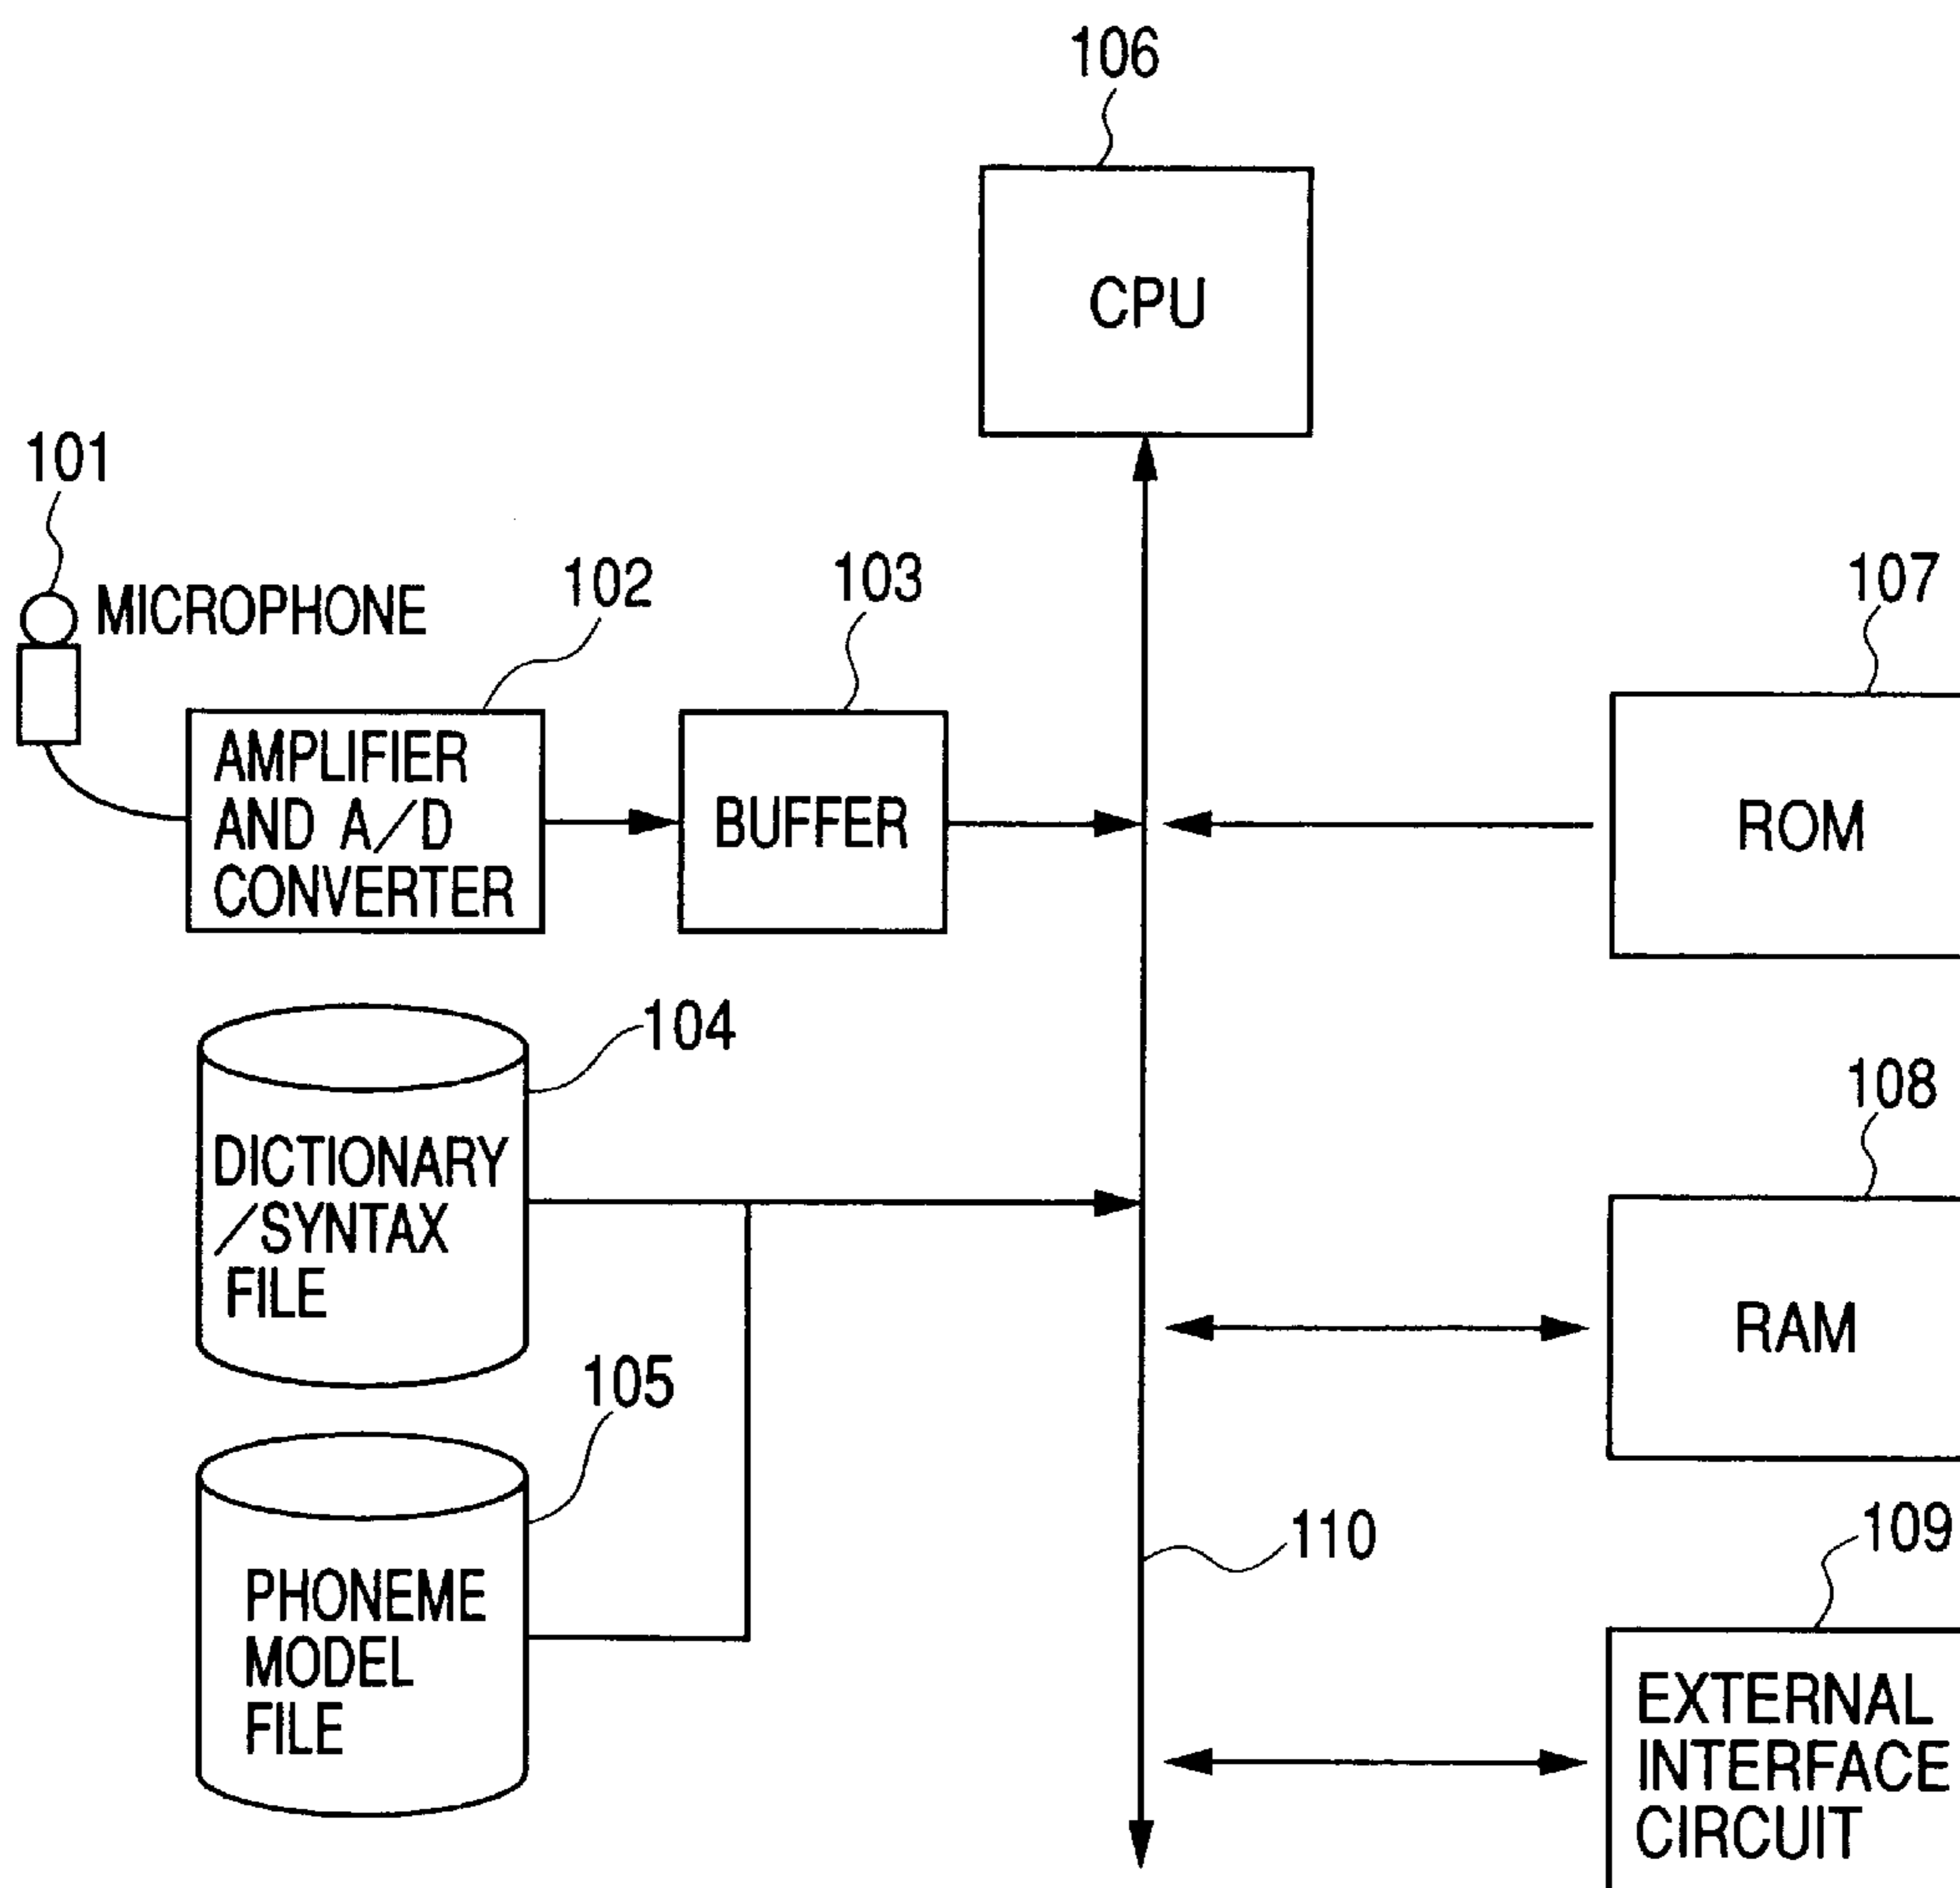 106
CPU
101
MICROPHONE
102
103
107
AMPLIFIER
AND A/D
CONVERTER
BUFFER
ROM
104
DICTIONARY
/SYNTAX
FILE
108
RAM
105
PHONEME
MODEL
FILE
110
109
EXTERNAL
INTERFACE
CIRCUIT